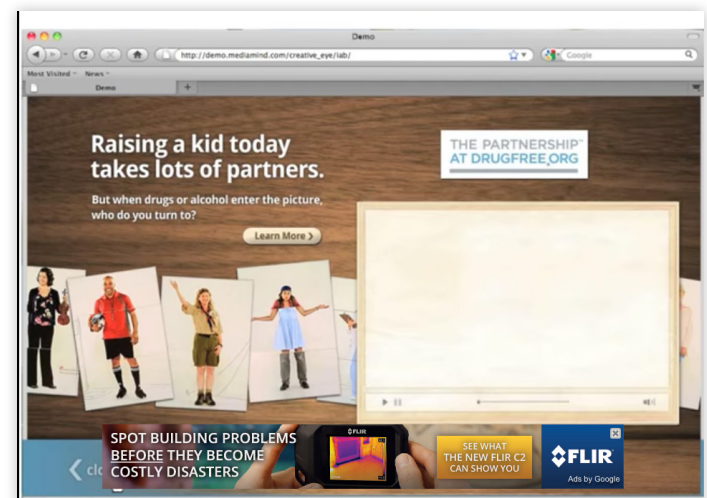 Demo
http://demo.mediamind.com/creative_eye/iab/
Google
Most Visited
News
Demo
+
Raising a kid today
takes lots of partners.
But when drugs or alcohol enter the picture,
who do you turn to?
Learn More >
THE PARTNERSHIP™
AT DRUGFREE.ORG
SPOT BUILDING PROBLEMS
BEFORE THEY BECOME
COSTLY DISASTERS
FLIR
SEE WHAT
THE NEW FLIR C2
CAN SHOW YOU
FLIR
Ads by Google